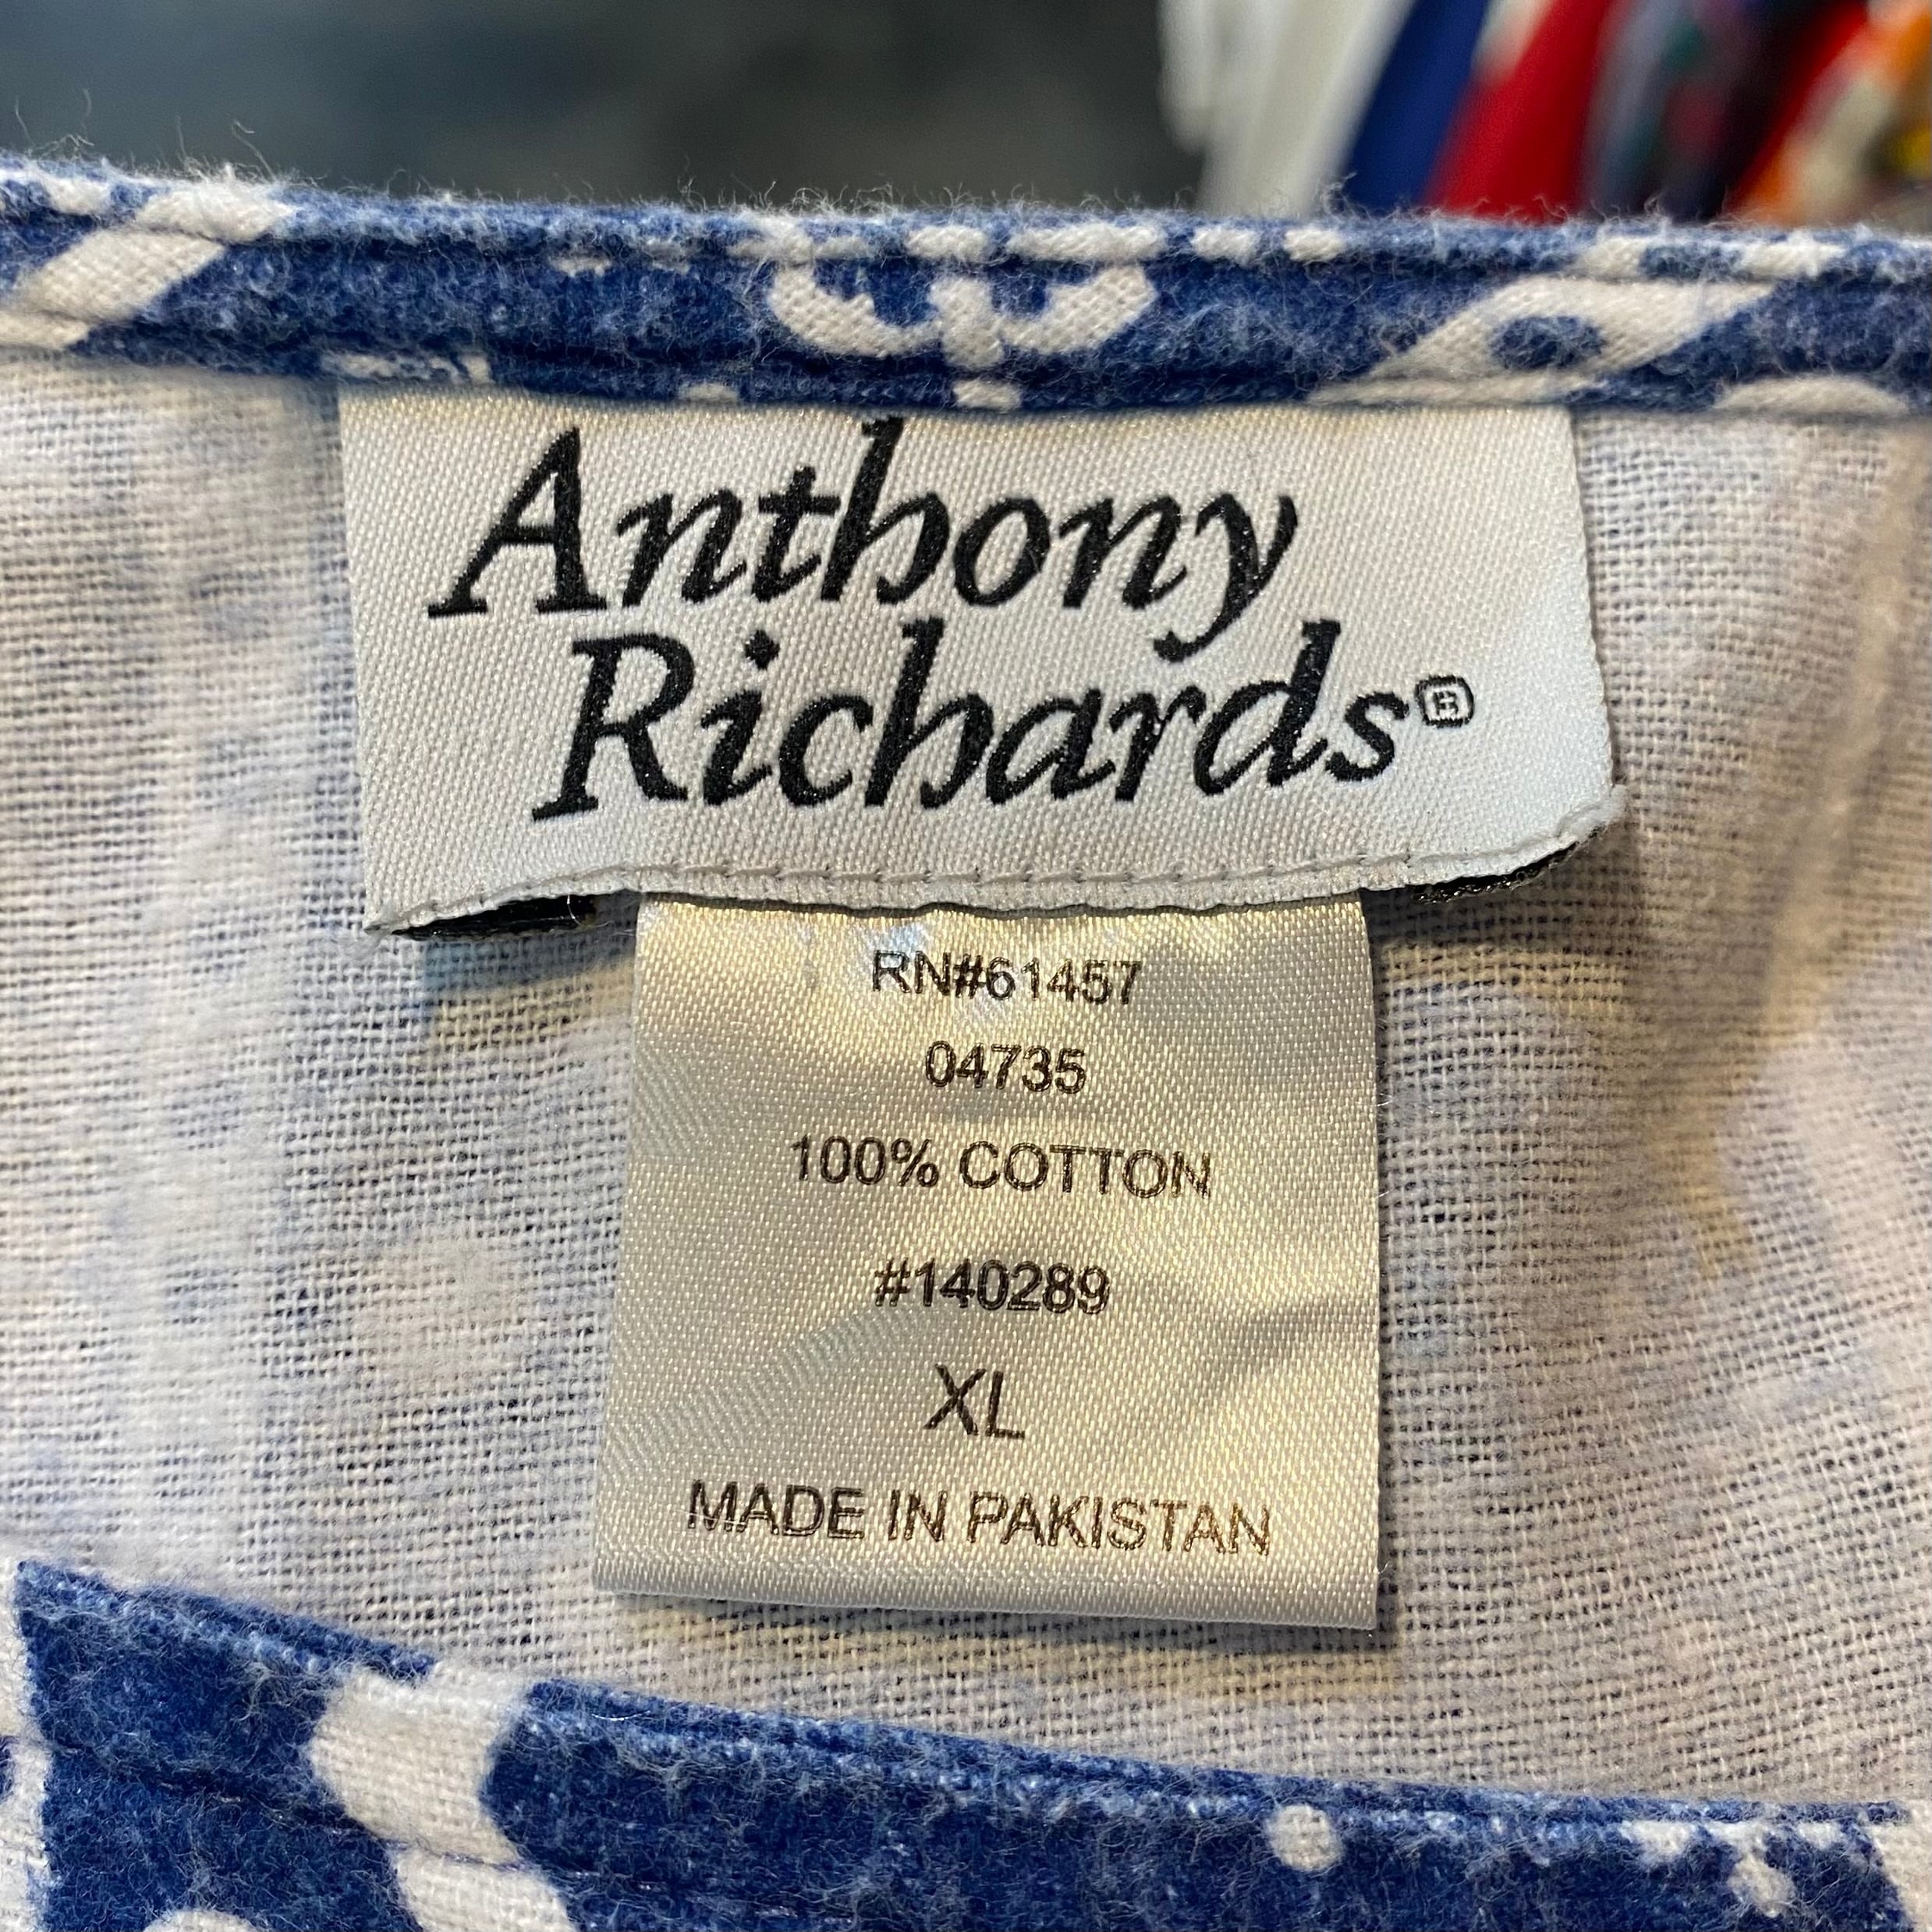 Anthony
Richards®
RN#61457
04735
100% COTTON
#140289
XL
MADE IN PAKISTAN